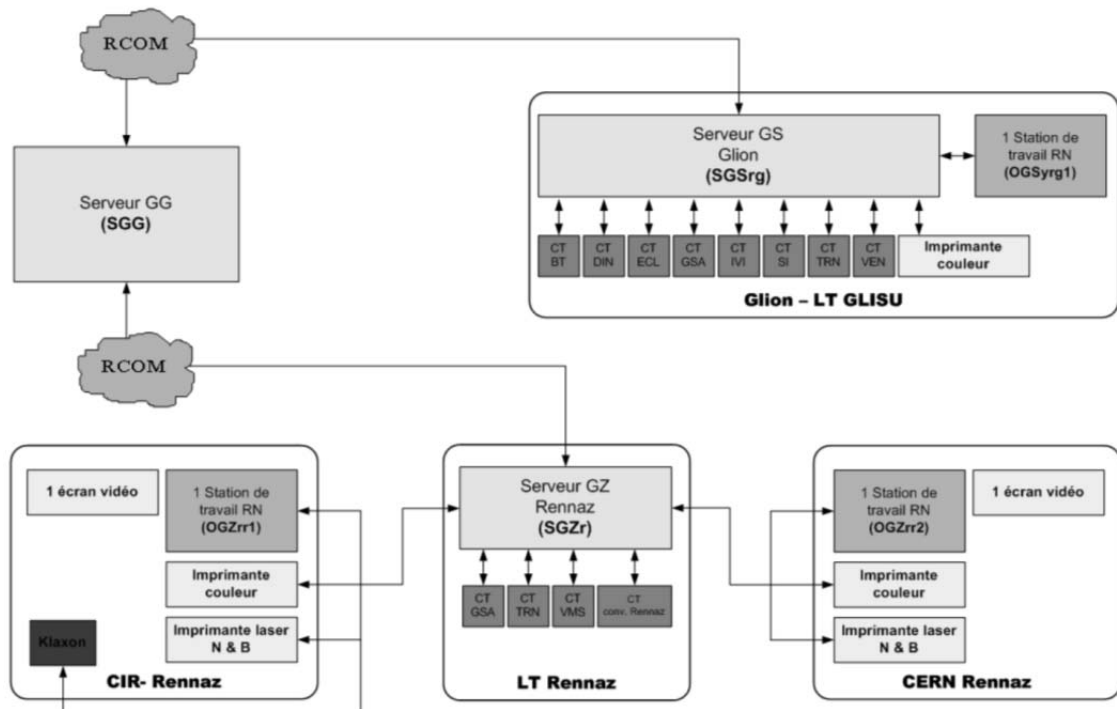 RCOM
Serveur GG
(SGG)
RCOM
Serveur GS
Glion
(SGSrg)
1 Station de
travail RN
(OGSyrg1)
CT
BT
CT
DIN
CT
ECL
CT
GSA
CT
IVI
CT
SI
CT
TRN
CT
VEN
Imprimante
couleur
Glion – LT GLISU
1 écran vidéo
1 Station de
travail RN
(OGZrr1)
Imprimante
couleur
Imprimante laser
N & B
Klaxon
CIR- Rennaz
Serveur GZ
Rennaz
(SGZr)
CT
GSA
CT
TRN
CT
VMS
CT
conv. Rennaz
LT Rennaz
1 Station de
travail RN
(OGZrr2)
1 écran vidéo
Imprimante
couleur
Imprimante laser
N & B
CERN Rennaz